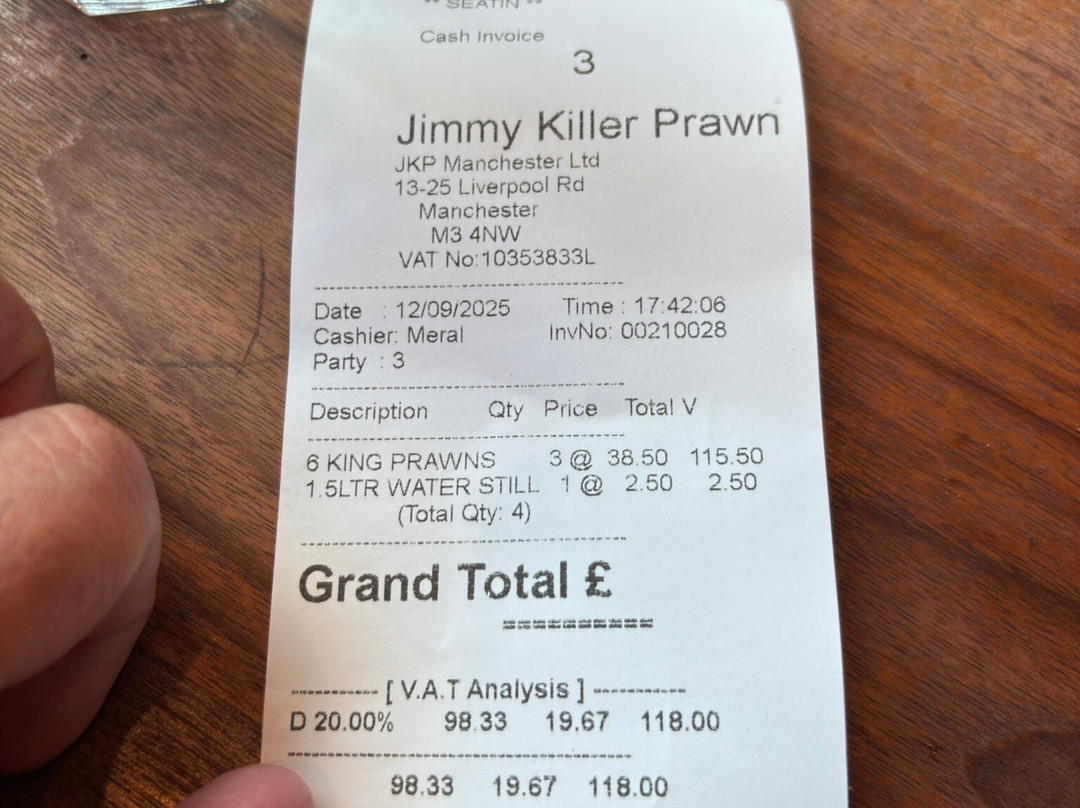 ** SEATIN **
Cash Invoice
3
Jimmy Killer Prawn
JKP Manchester Ltd
13-25 Liverpool Rd
Manchester
M3 4NW
VAT No:10353833L
Date : 12/09/2025 Time : 17:42:06
Cashier: Meral InvNo: 00210028
Party : 3
Description Qty Price Total V
6 KING PRAWNS 3 @ 38.50 115.50
1.5LTR WATER STILL 1 @ 2.50 2.50
(Total Qty: 4)
Grand Total £
==========
----------[ V.A.T Analysis ]-----------
D 20.00% 98.33 19.67 118.00
98.33 19.67 118.00